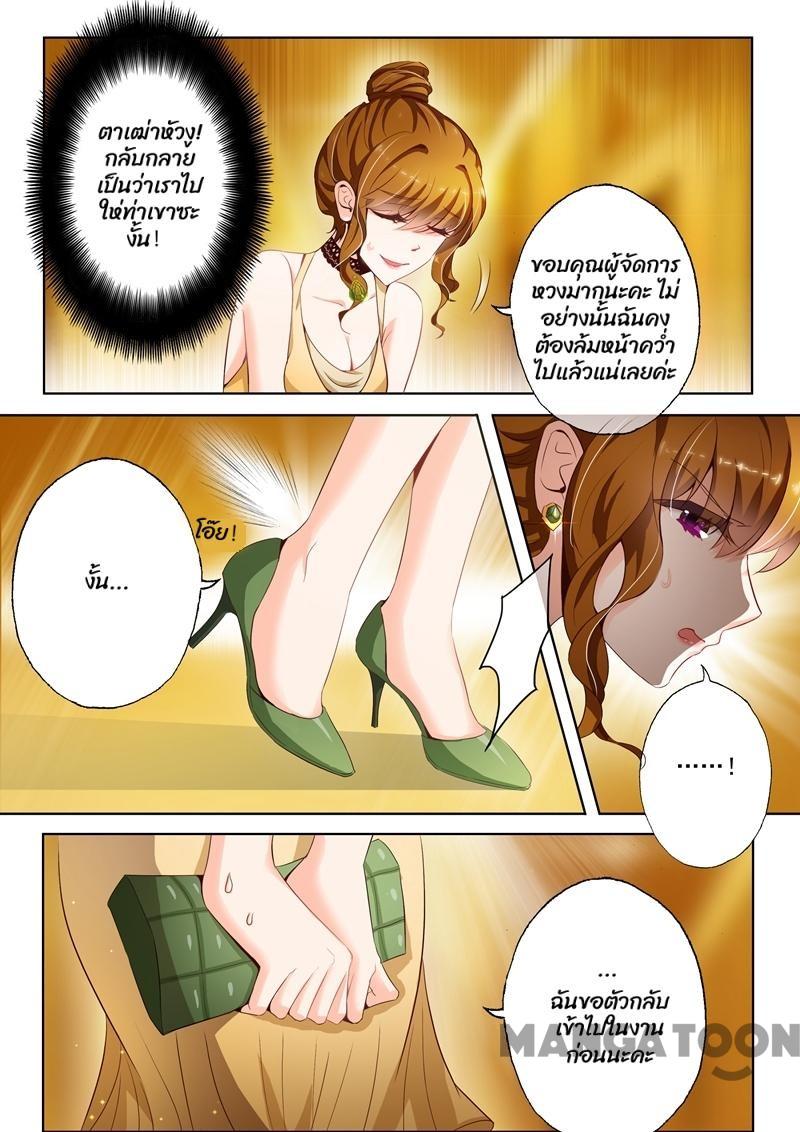 ตาเฒ่าหัวงู!
กลับกลาย
เป็นว่าเราไป
ให้ท่าเขาซะ
งั้น!
ขอบคุณผู้จัดการ
หวงมากนะคะ ไม่
อย่างนั้นฉันคง
ต้องล้มหน้าคว่ำ
ไปแล้วแน่เลยค่ะ
โอ๊ย!
งั้น...
......!
...
ฉันขอตัวกลับ
เข้าไปในงาน
ก่อนนะคะ
MANGATOON